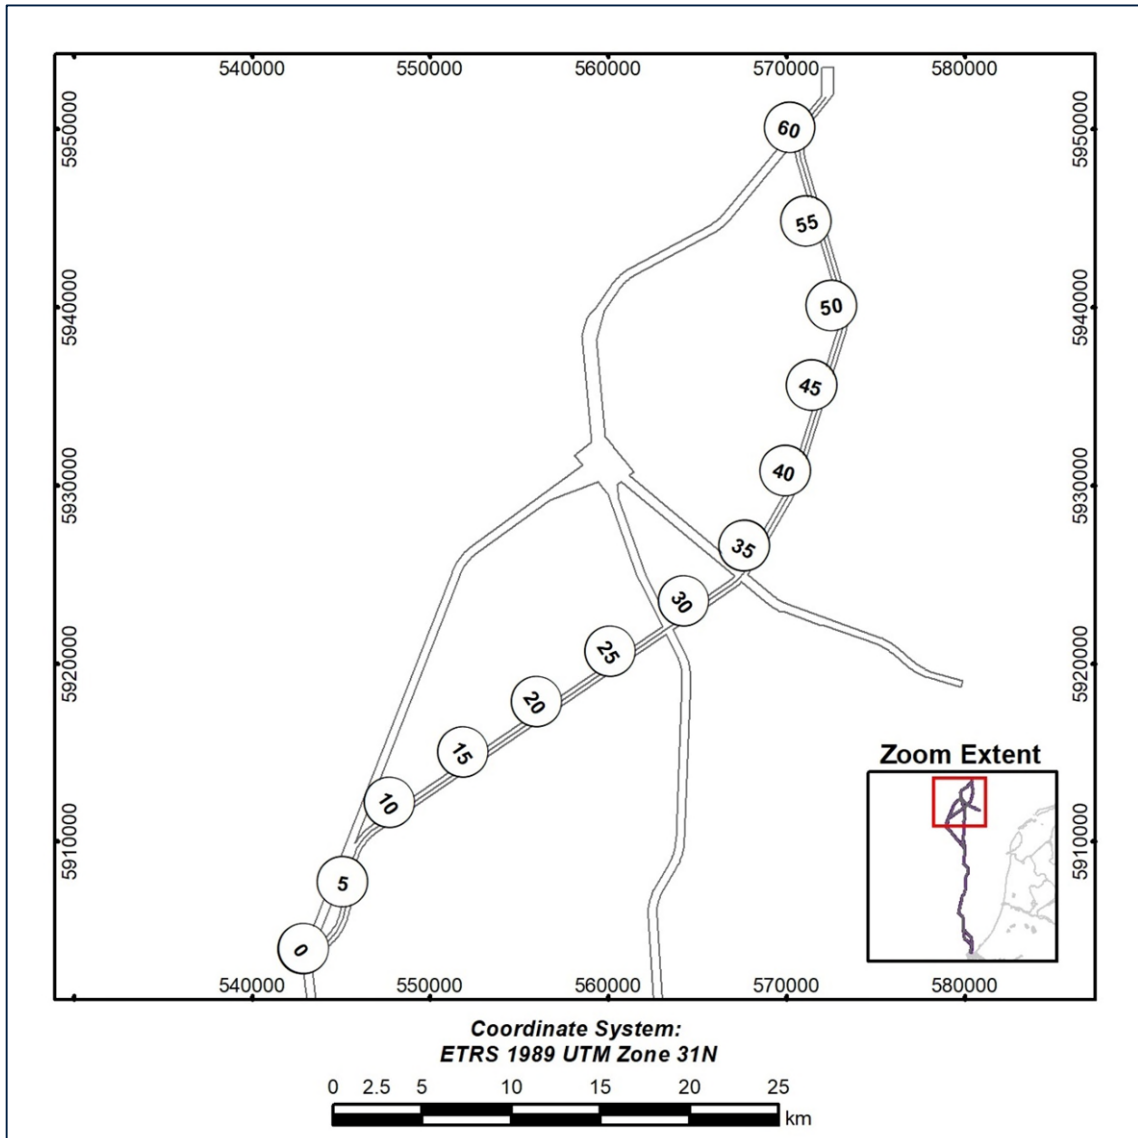 540000 550000 560000 570000 580000
60
5950000 5950000
55
50
5940000 5940000
45
40
5930000 5930000
35
30
25
5920000 5920000
20
15
Zoom Extent
10
5910000 5910000
5
0
540000 550000 560000 570000 580000
Coordinate System:
ETRS 1989 UTM Zone 31N
0 2.5 5 10 15 20 25
km